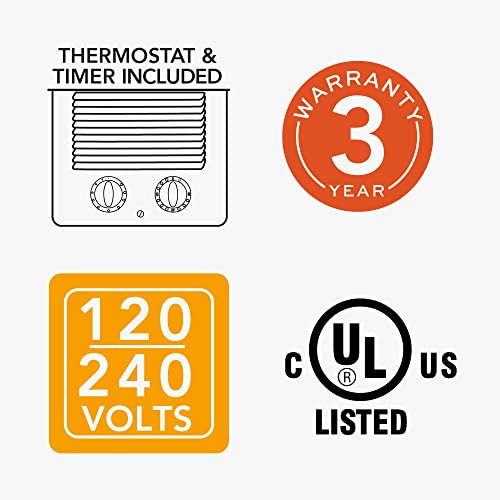 THERMOSTAT &
TIMER INCLUDED
WARRANTY
3
YEAR
120
240
VOLTS
C UL US
®
LISTED